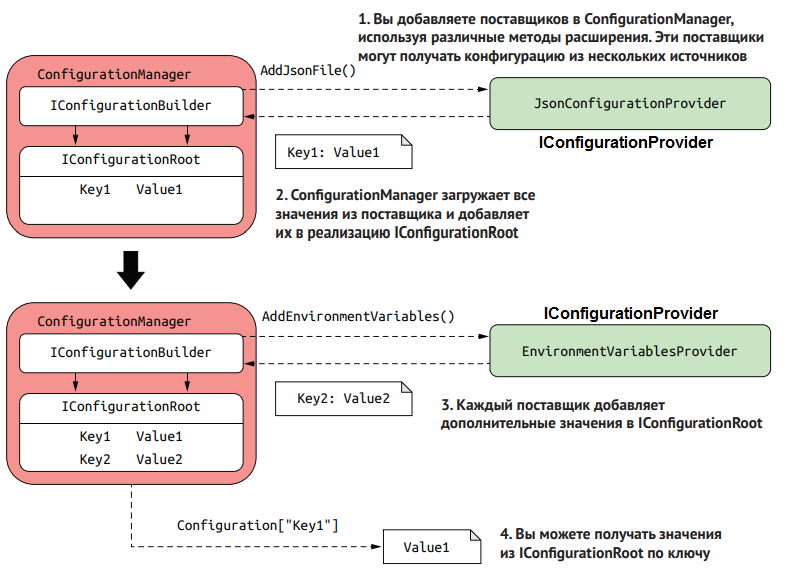 1. Вы добавляете поставщиков в ConfigurationManager,
используя различные методы расширения. Эти поставщики
могут получать конфигурацию из нескольких источников
ConfigurationManager
IConfigurationBuilder
AddJsonFile()
JsonConfigurationProvider
IConfigurationProvider
IConfigurationRoot
Key1 Value1
Key1: Value1
2. ConfigurationManager загружает все
значения из поставщика и добавляет
их в реализацию IConfigurationRoot
ConfigurationManager
IConfigurationBuilder
AddEnvironmentVariables()
IConfigurationProvider
EnvironmentVariablesProvider
IConfigurationRoot
Key1 Value1
Key2 Value2
Key2: Value2
3. Каждый поставщик добавляет
дополнительные значения в IConfigurationRoot
Configuration["Key1"]
Value1
4. Вы можете получать значения
из IConfigurationRoot по ключу